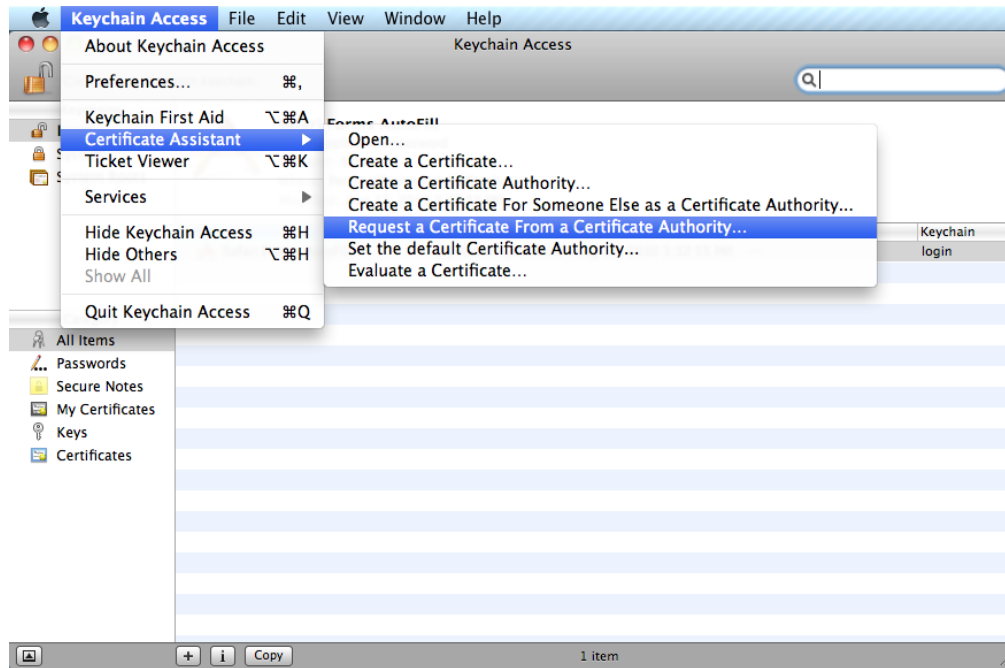 Keychain Access File Edit View Window Help
Keychain Access
About Keychain Access
Preferences... ⌘,
Keychain First Aid ⌥⌘A
Certificate Assistant
Ticket Viewer ⌥⌘K
Services
Hide Keychain Access ⌘H
Hide Others ⌥⌘H
Show All
Quit Keychain Access ⌘Q
Forms AutoFill
Open...
Create a Certificate...
Create a Certificate Authority...
Create a Certificate For Someone Else as a Certificate Authority...
Request a Certificate From a Certificate Authority...
Set the default Certificate Authority...
Evaluate a Certificate...
Keychain
login
All Items
Passwords
Secure Notes
My Certificates
Keys
Certificates
+ i Copy 1 item